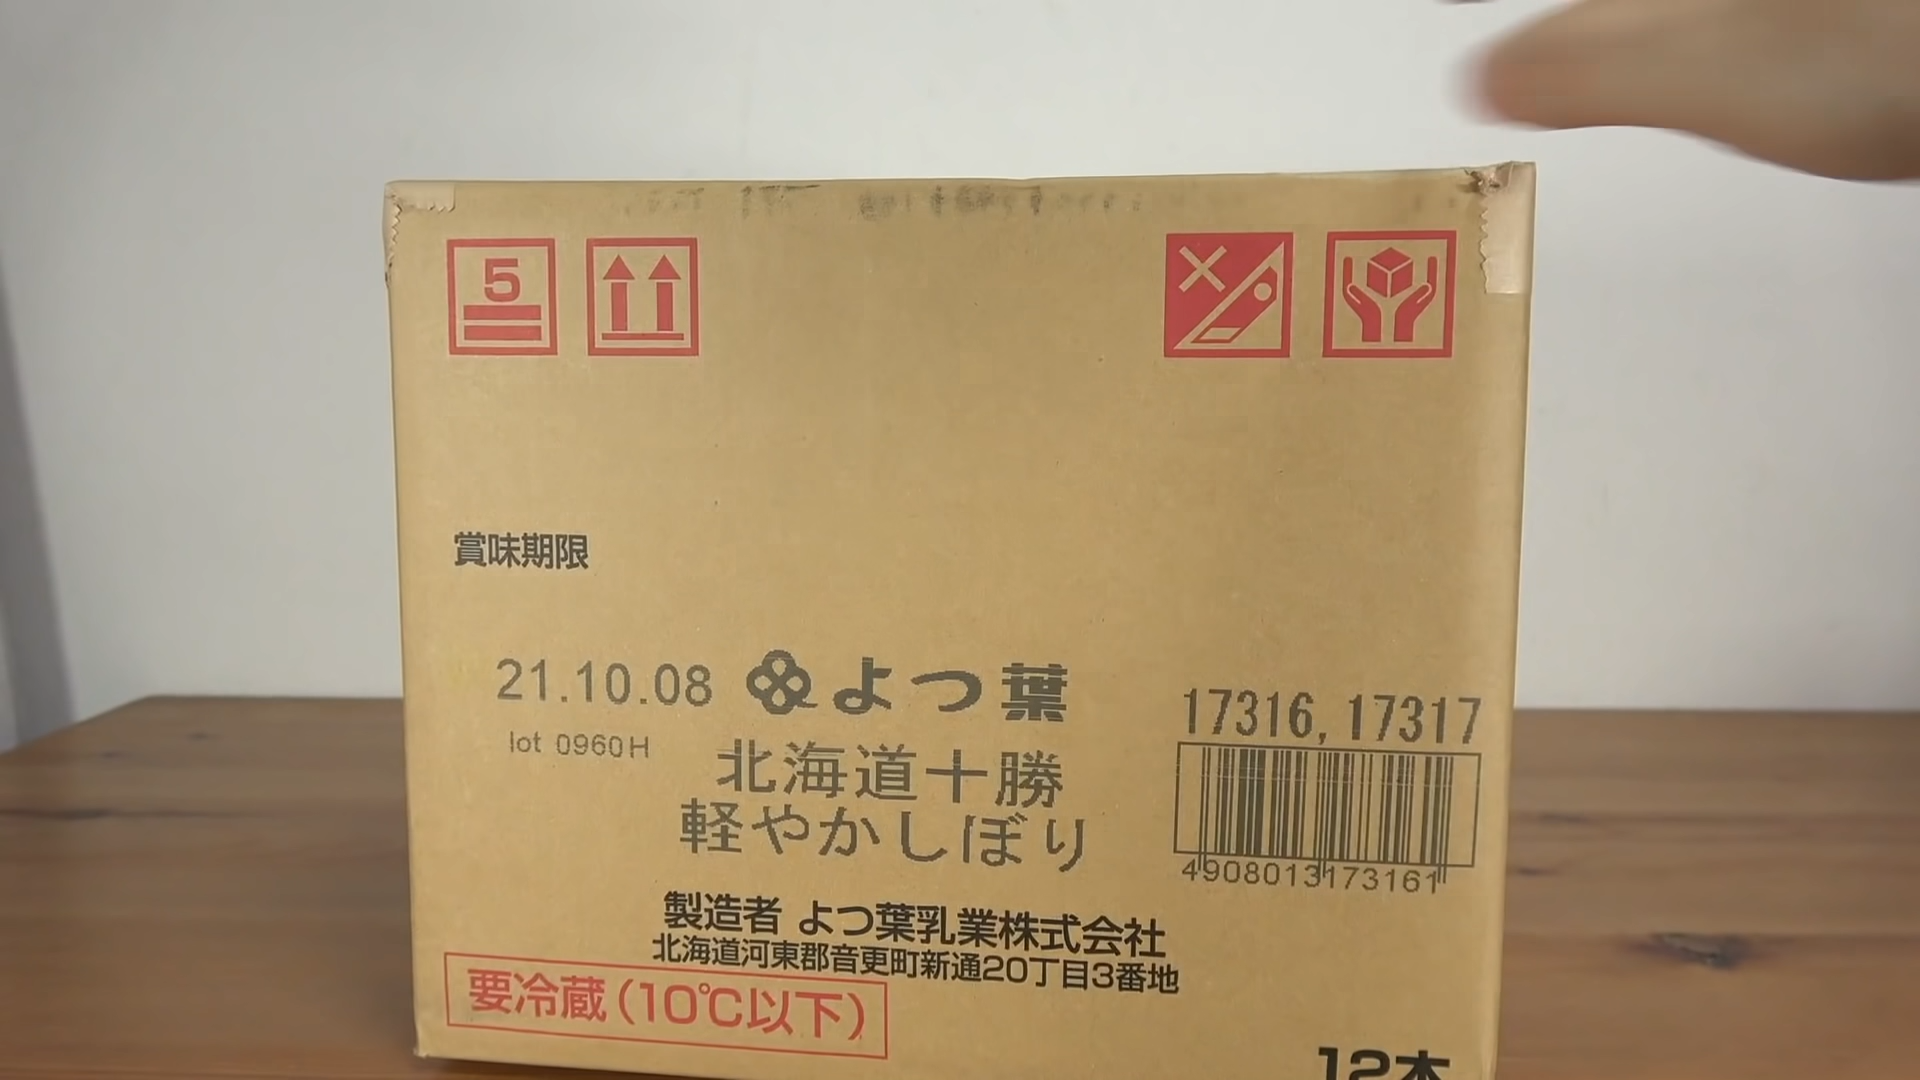 5
賞味期限
21.10.08
lot 0960H
よつ葉
北海道十勝
軽やかしぼり
17316,17317
4908013173161
製造者 よつ葉乳業株式会社
北海道河東郡音更町新通20丁目3番地
要冷蔵(10℃以下)
12本